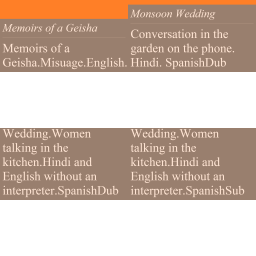 Memoirs of a Geisha
Memoirs of a
Geisha.Misuage.English.
Monsoon Wedding
Conversation in the
garden on the phone.
Hindi. SpanishDub
Wedding.Women
talking in the
kitchen.Hindi and
English without an
interpreter.SpanishDub
Wedding.Women
talking in the
kitchen.Hindi and
English without an
interpreter.SpanishSub